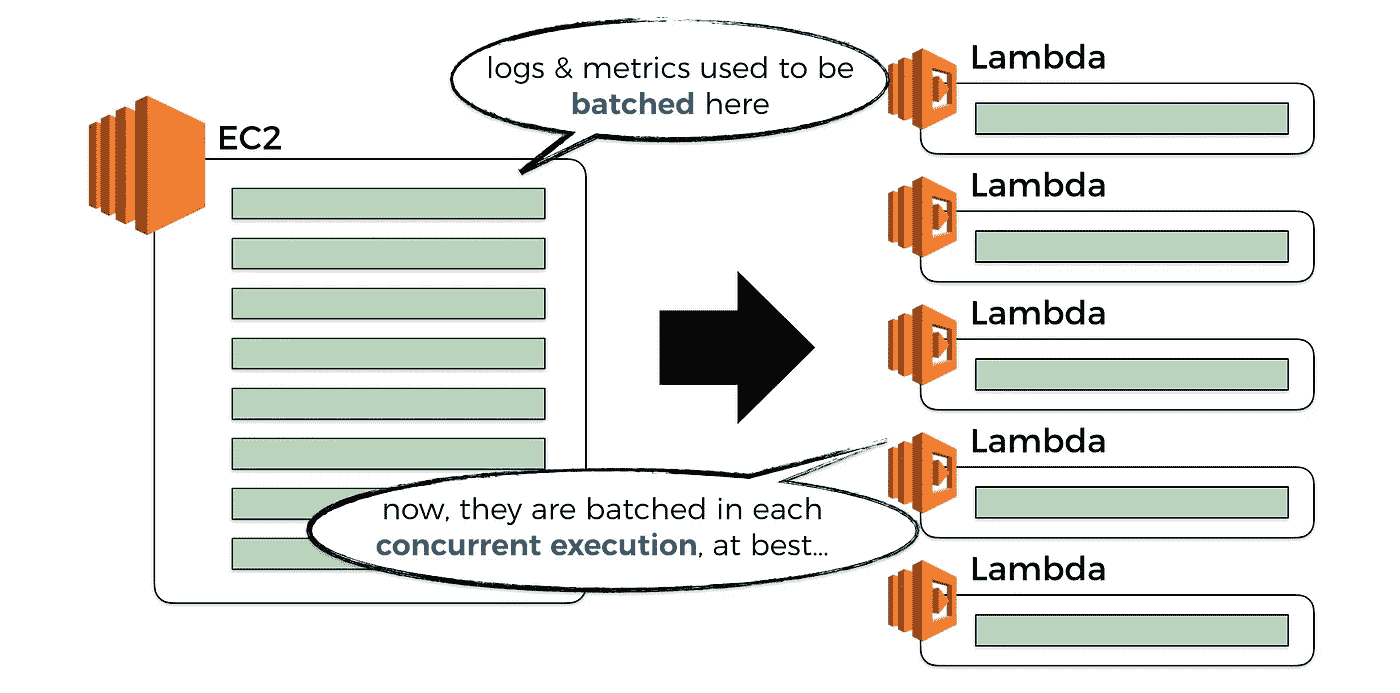 EC2
logs & metrics used to be
batched here
now, they are batched in each
concurrent execution, at best...
Lambda
Lambda
Lambda
Lambda
Lambda